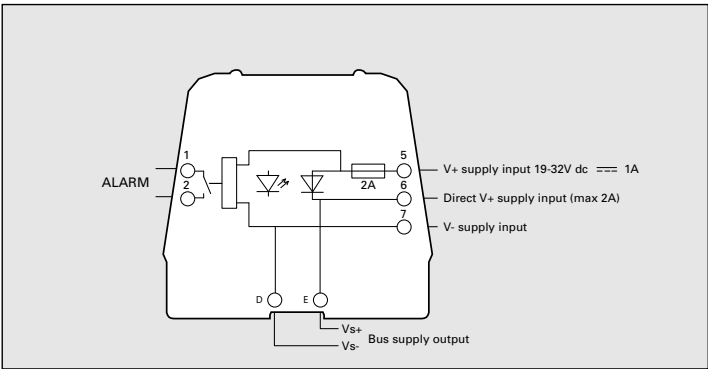 1
5
V+ supply input 19-32V dc ⎓ 1A
ALARM
2
2A
6
Direct V+ supply input (max 2A)
7
V- supply input
D
E
Vs+
Bus supply output
Vs-